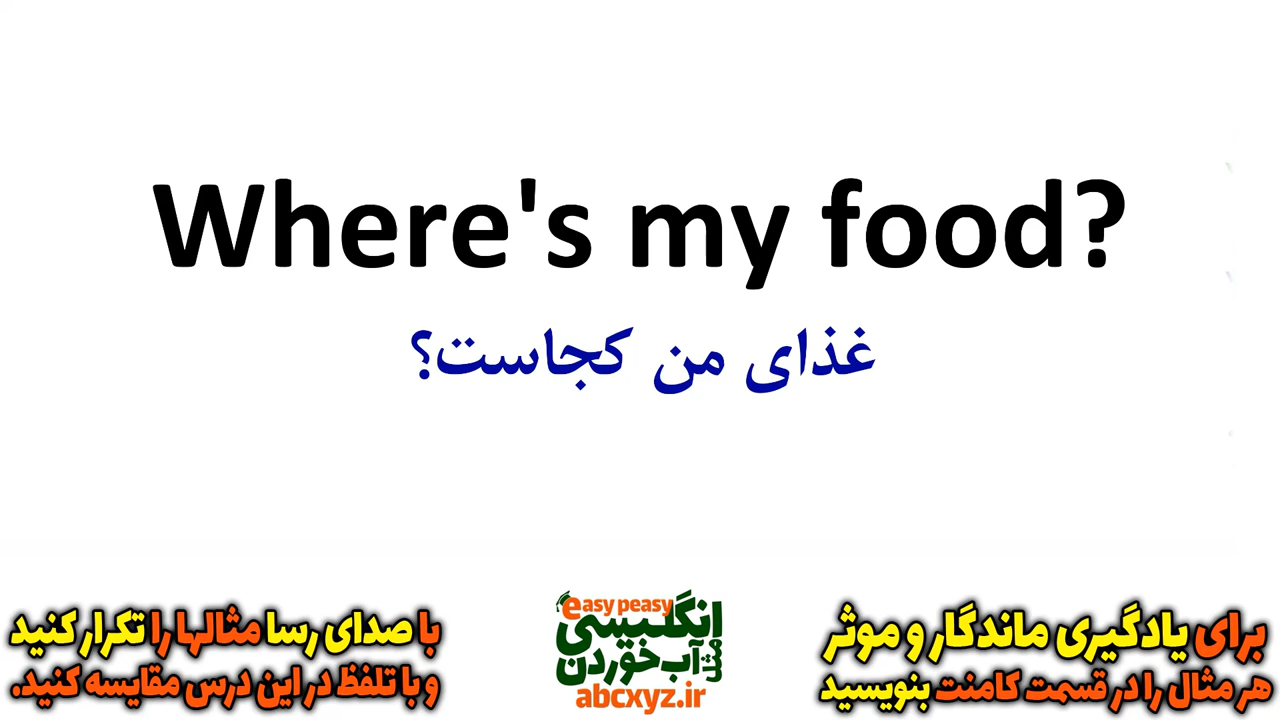 Where's my food?
غذای من کجاست؟
برای یادگیری ماندگار و موثر
هر مثال را در قسمت کامنت بنویسید
easy peasy
انگلیسی
مثل آب خوردن
abcxyz.ir
با صدای رسا مثالها را تکرار کنید
و با تلفظ در این درس مقایسه کنید.